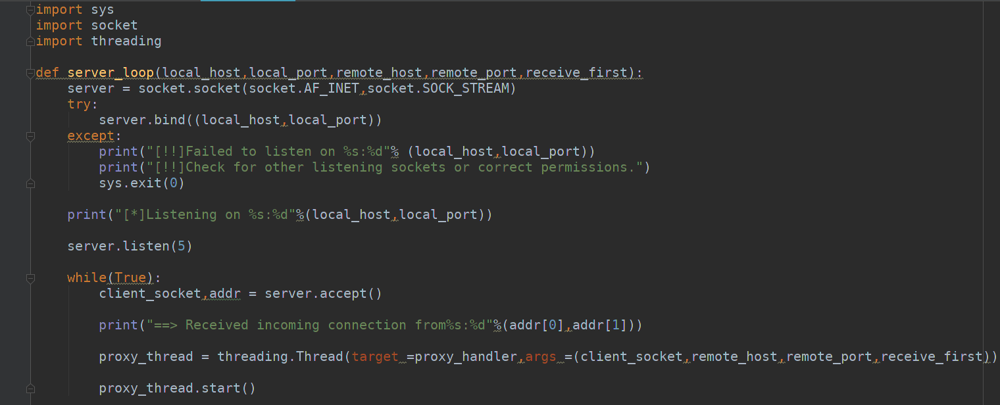 import sys
import socket
import threading
def server_loop(local_host,local_port,remote_host,remote_port,receive_first):
    server = socket.socket(socket.AF_INET,socket.SOCK_STREAM)
    try:
        server.bind((local_host,local_port))
    except:
        print("[!!]Failed to listen on %s:%d"% (local_host,local_port))
        print("[!!]Check for other listening sockets or correct permissions.")
        sys.exit(0)
    print("[*]Listening on %s:%d"%(local_host,local_port))
    server.listen(5)
    while(True):
        client_socket,addr = server.accept()
        print("==> Received incoming connection from%s:%d"%(addr[0],addr[1]))
        proxy_thread = threading.Thread(target =proxy_handler,args =(client_socket,remote_host,remote_port,receive_first))
        proxy_thread.start()